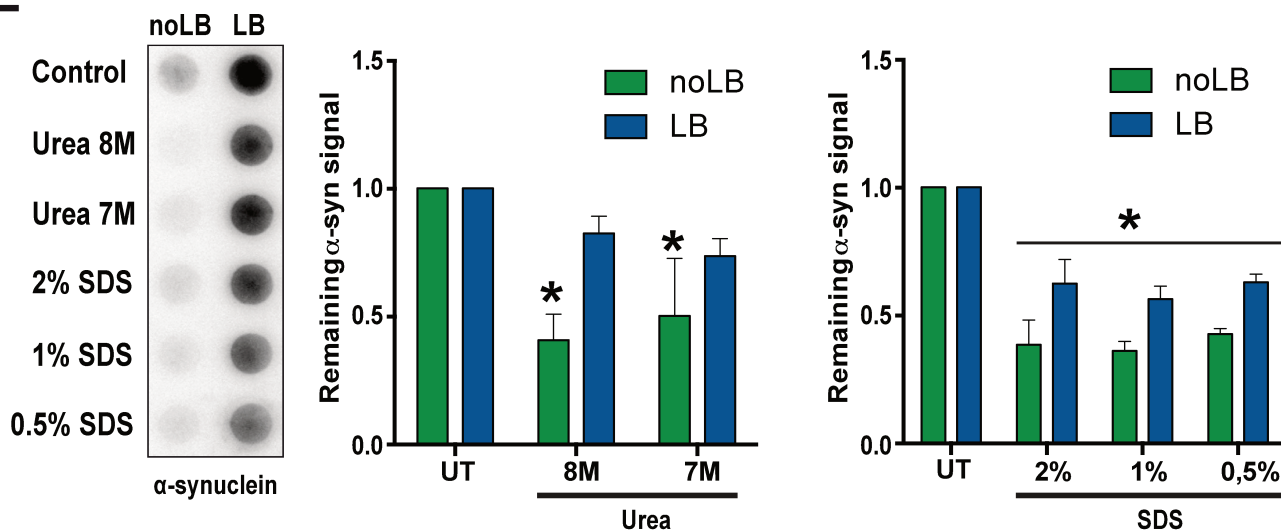 noLB LB
Control
Urea 8M
Urea 7M
2% SDS
1% SDS
0.5% SDS
α-synuclein
Remaining α-syn signal
1.5
1.0
0.5
0.0
noLB
LB
*
*
UT 8M 7M
Urea
Remaining α-syn signal
1.5
1.0
0.5
0.0
noLB
LB
*
UT 2% 1% 0,5%
SDS